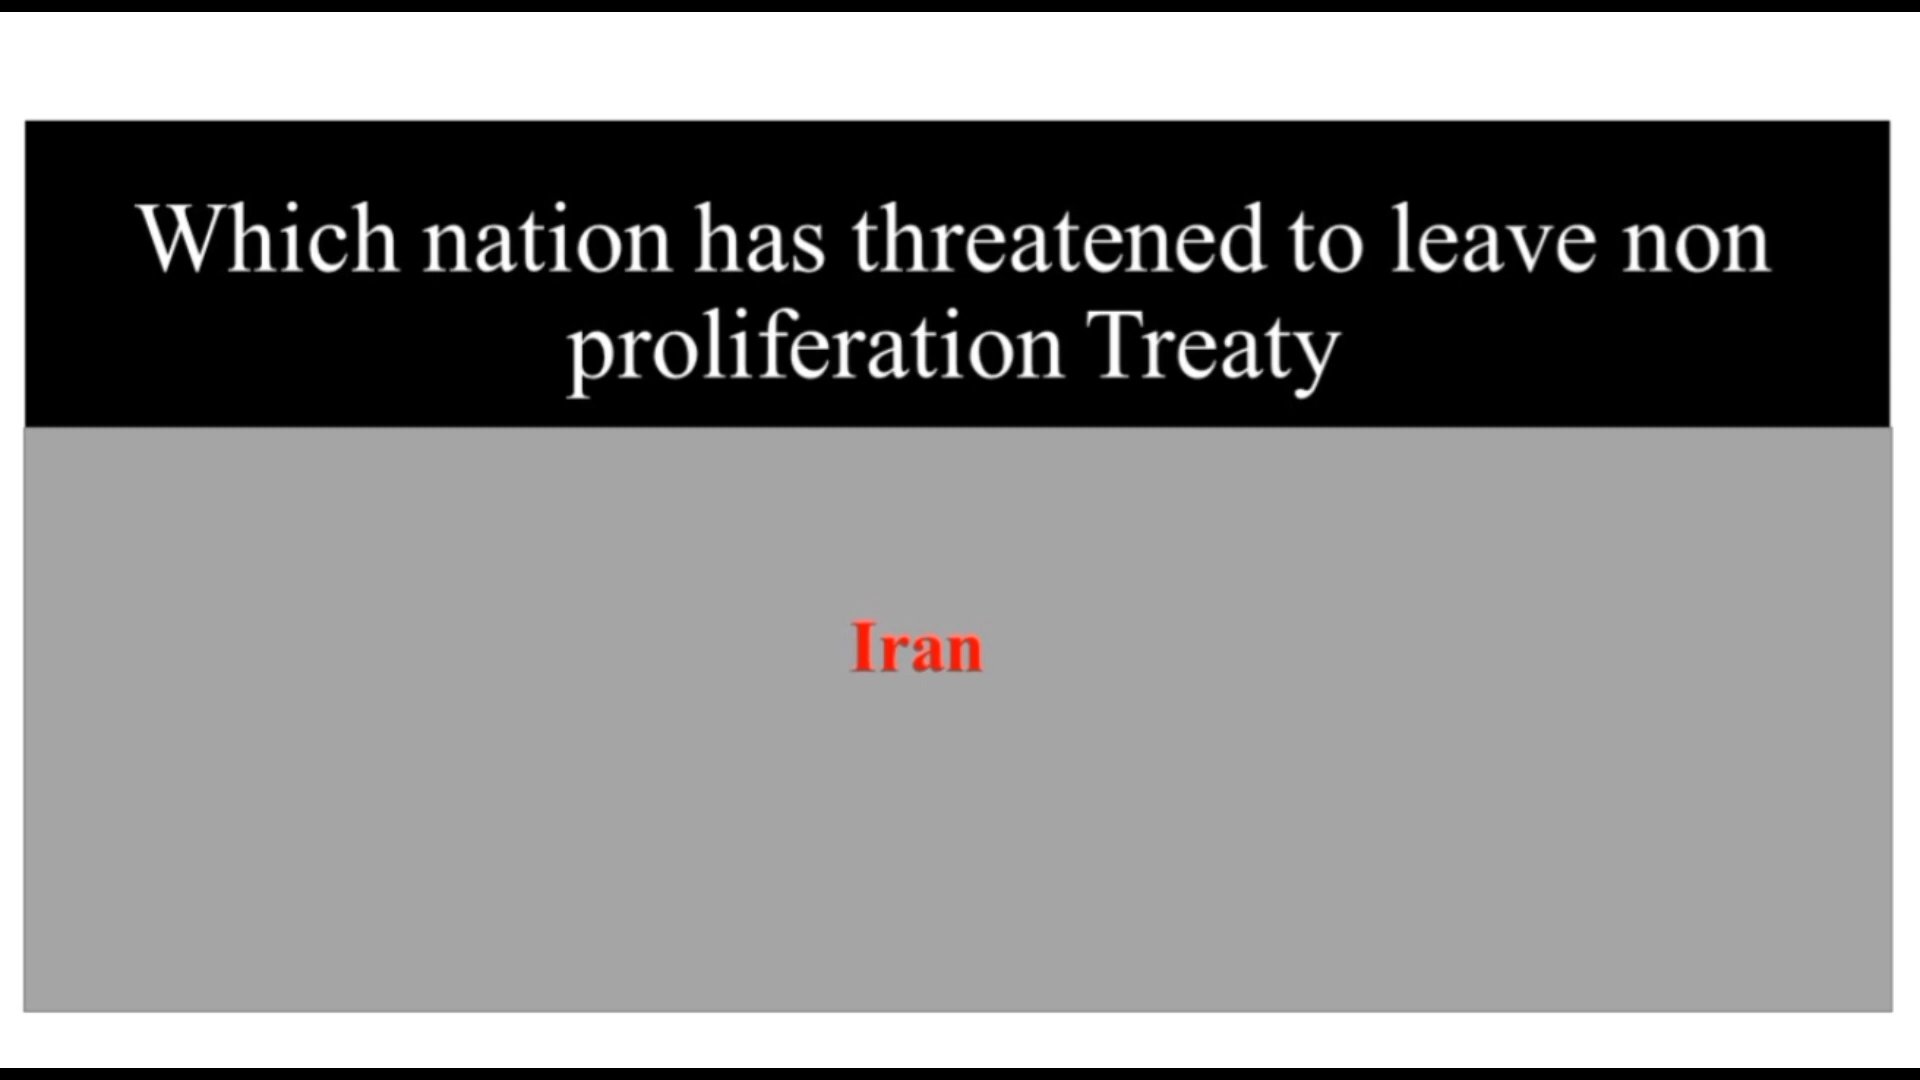 Which nation has threatened to leave non
proliferation Treaty
Iran